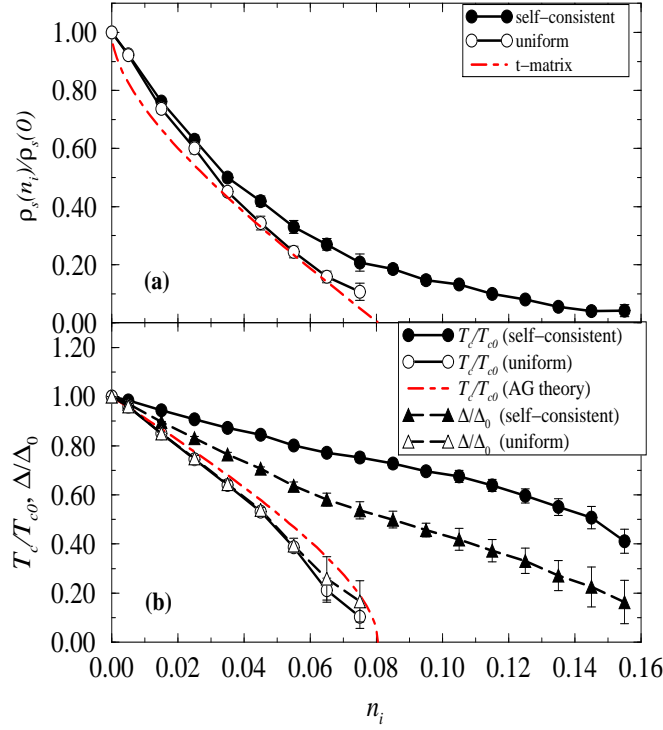 1.00
0.80
0.60
0.40
0.20
0.00
ρs(ni)/ρs(0)
self−consistent
uniform
t−matrix
(a)
1.20
1.00
0.80
0.60
0.40
0.20
0.00
Tc/Tc0, Δ/Δ0
Tc/Tc0 (self−consistent)
Tc/Tc0 (uniform)
Tc/Tc0 (AG theory)
Δ/Δ0 (self−consistent)
Δ/Δ0 (uniform)
(b)
0.00 0.02 0.04 0.06 0.08 0.10 0.12 0.14 0.16
ni